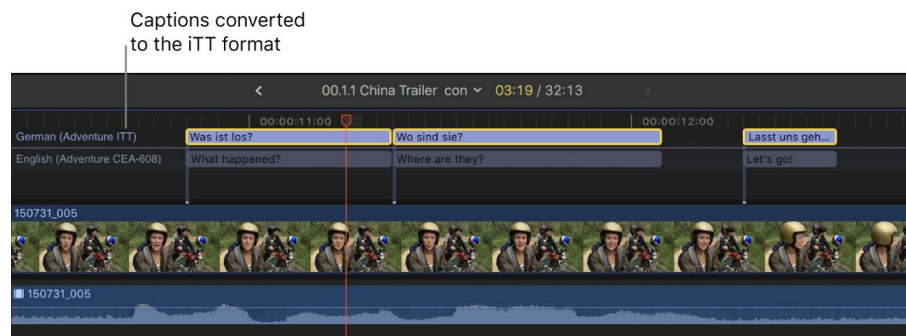 Captions converted
to the iTT format
00.1.1 China Trailer con 03:19 / 32:13
00:00:11:00 00:00:12:00
German (Adventure ITT) Was ist los? Wo sind sie? Lasst uns geh...
English (Adventure CEA-608) What happened? Where are they? Let's go!
150731_005
150731_005